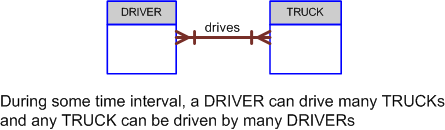 DRIVER
TRUCK
drives
During some time interval, a DRIVER can drive many TRUCKs
and any TRUCK can be driven by many DRIVERs